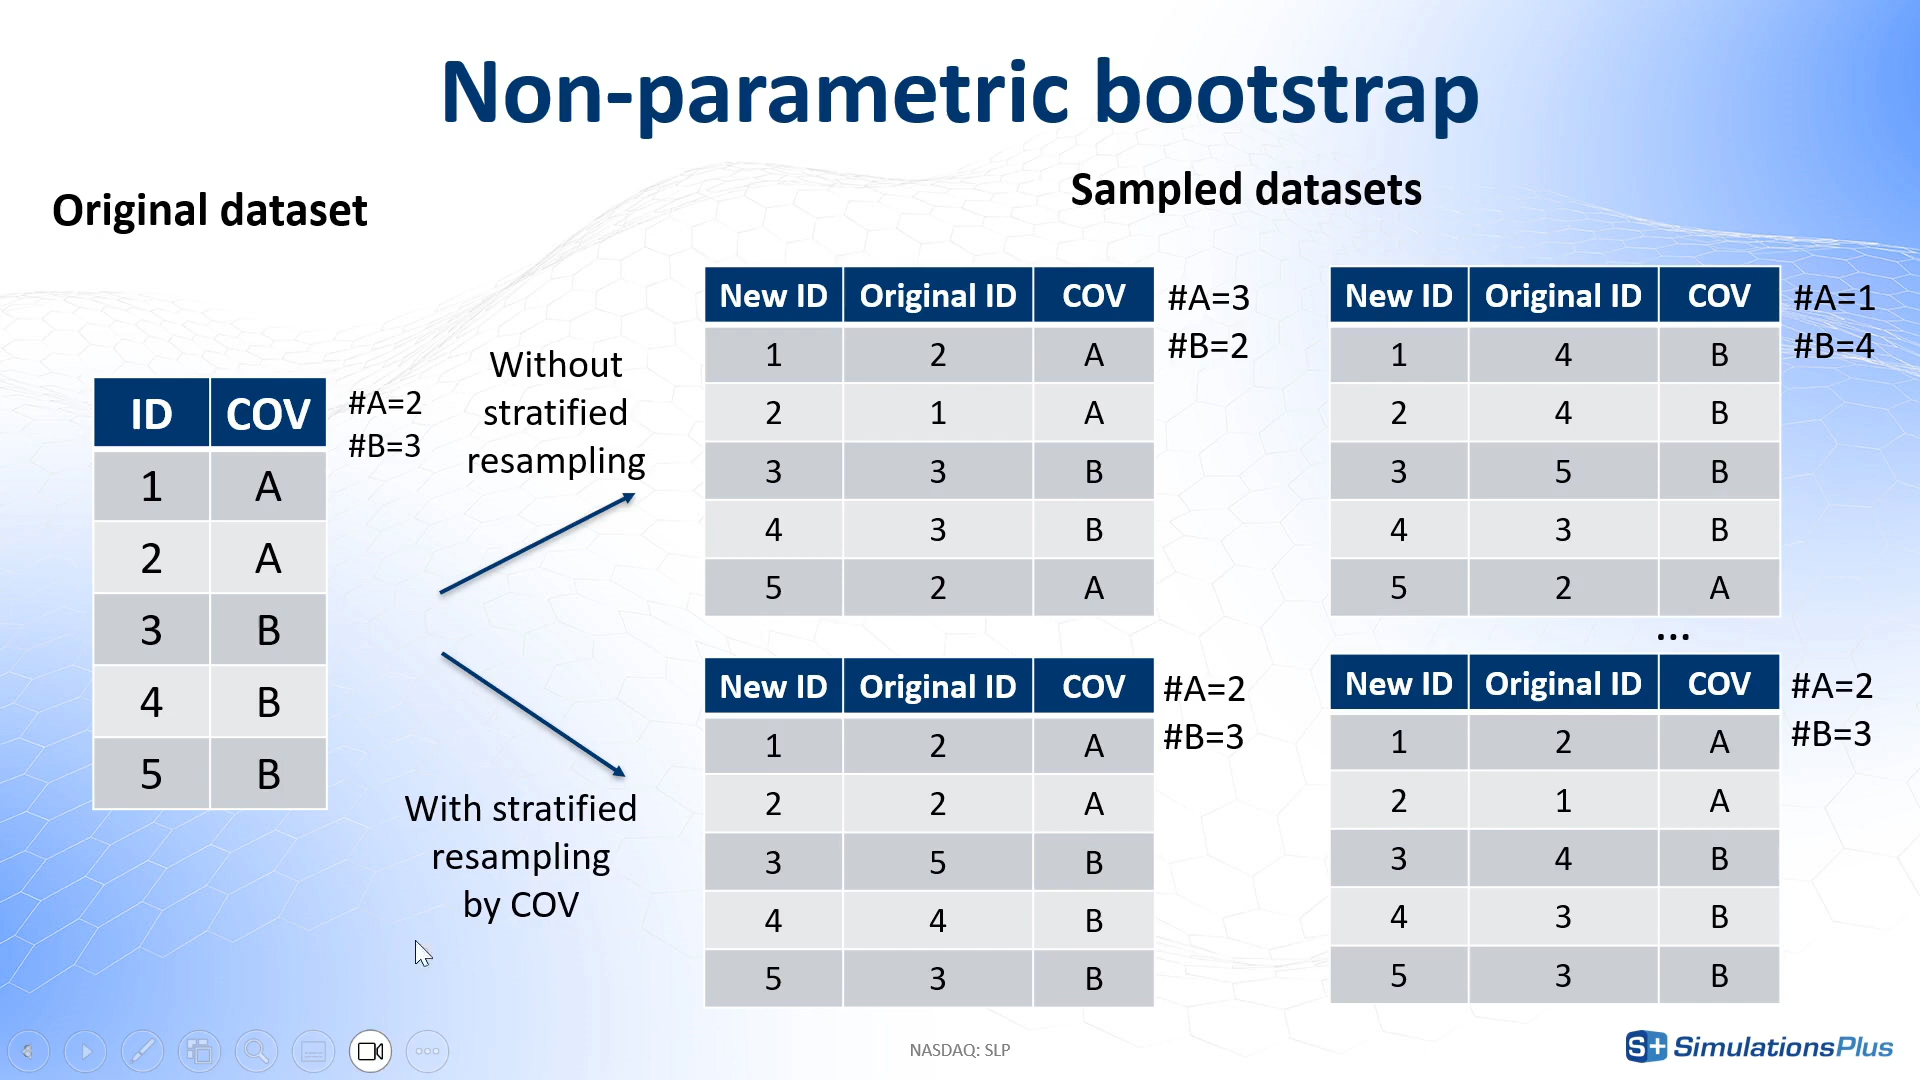 Non-parametric bootstrap
Original dataset
Sampled datasets
ID COV
1 A
2 A
3 B
4 B
5 B
#A=2
#B=3
Without
stratified
resampling
With stratified
resampling
by COV
New ID Original ID COV
1 2 A
2 1 A
3 3 B
4 3 B
5 2 A
#A=3
#B=2
New ID Original ID COV
1 4 B
2 4 B
3 5 B
4 3 B
5 2 A
#A=1
#B=4
...
New ID Original ID COV
1 2 A
2 2 A
3 5 B
4 4 B
5 3 B
#A=2
#B=3
New ID Original ID COV
1 2 A
2 1 A
3 4 B
4 3 B
5 3 B
#A=2
#B=3
NASDAQ: SLP
S+ SimulationsPlus